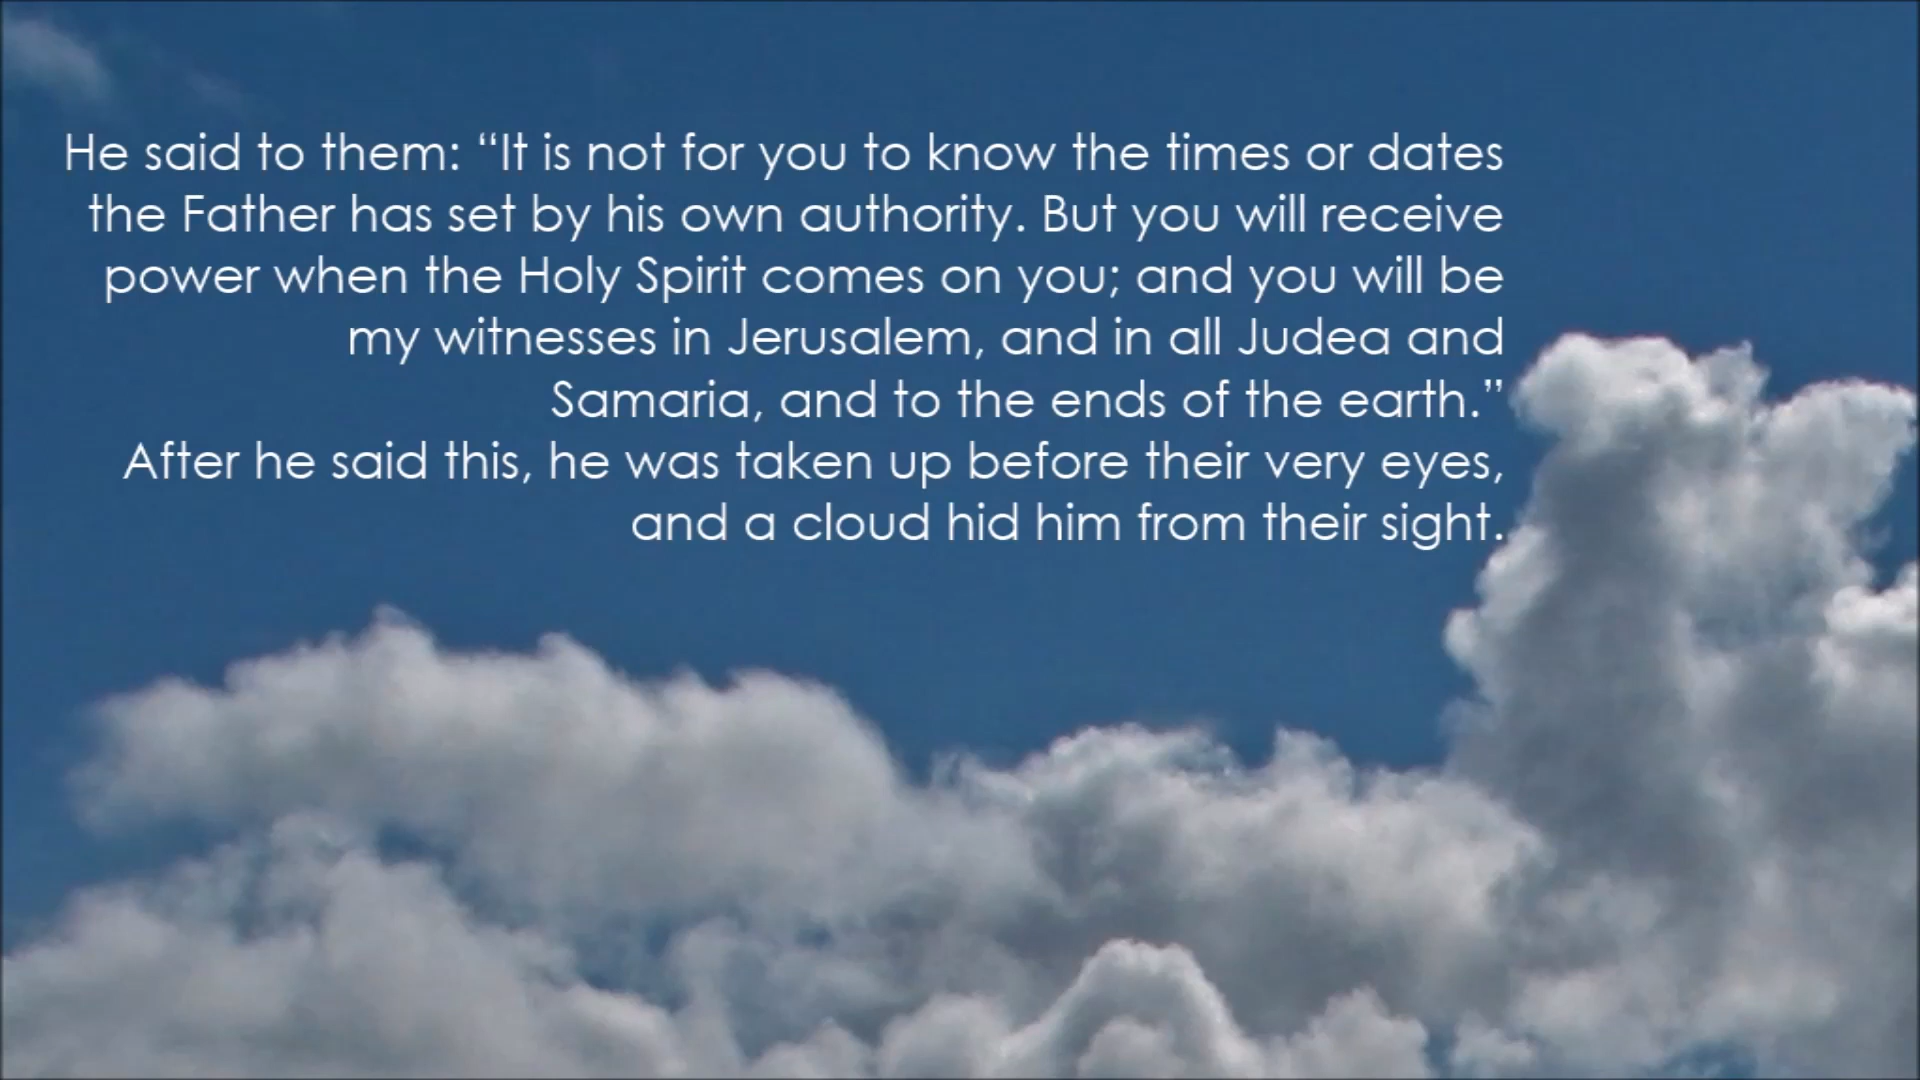 He said to them: “It is not for you to know the times or dates
the Father has set by his own authority. But you will receive
power when the Holy Spirit comes on you; and you will be
my witnesses in Jerusalem, and in all Judea and
Samaria, and to the ends of the earth.”
After he said this, he was taken up before their very eyes,
and a cloud hid him from their sight.